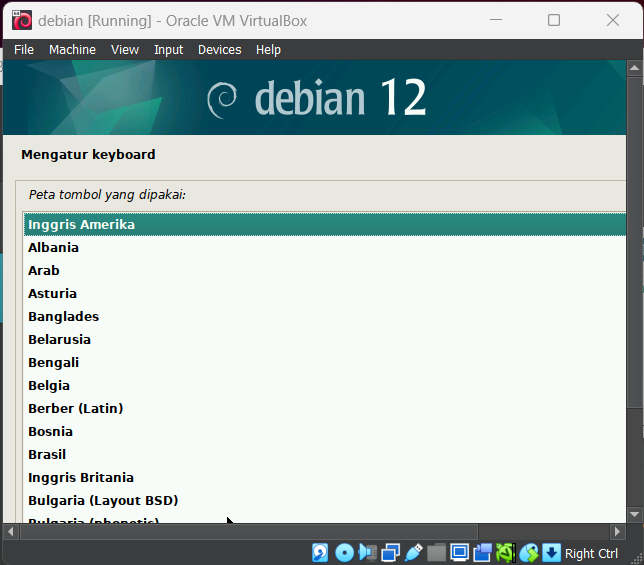 debian [Running] - Oracle VM VirtualBox
File Machine View Input Devices Help
debian 12
Mengatur keyboard
Peta tombol yang dipakai:
Inggris Amerika
Albania
Arab
Asturia
Banglades
Belarusia
Bengali
Belgia
Berber (Latin)
Bosnia
Brasil
Inggris Britania
Bulgaria (Layout BSD)
Bulgaria (phonetic)
Right Ctrl